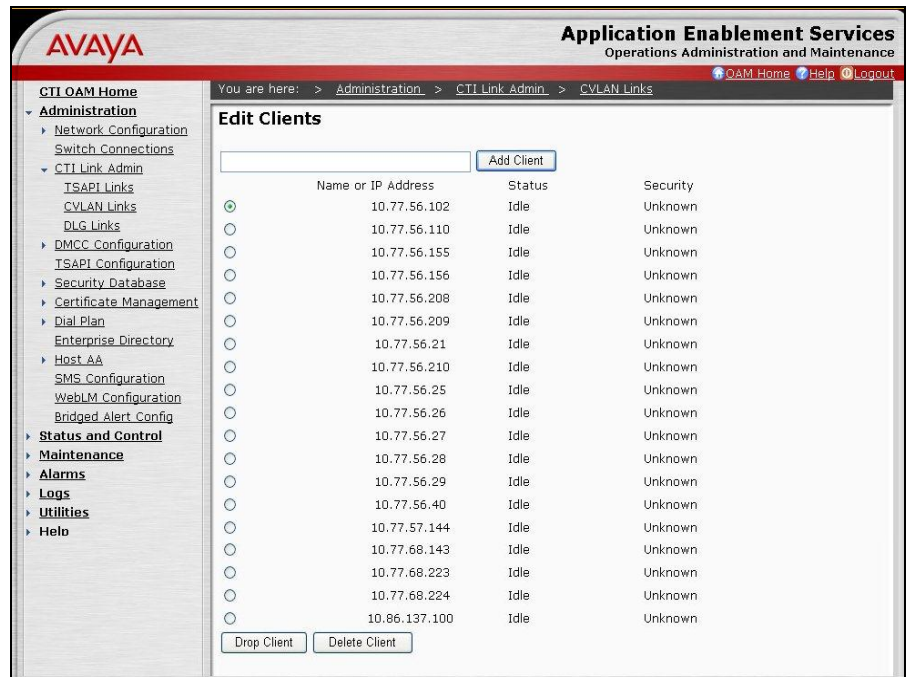 AVAYA
Application Enablement Services
Operations Administration and Maintenance
OAM Home Help Logout
CTI OAM Home
Administration
Network Configuration
Switch Connections
CTI Link Admin
TSAPI Links
CVLAN Links
DLG Links
DMCC Configuration
TSAPI Configuration
Security Database
Certificate Management
Dial Plan
Enterprise Directory
Host AA
SMS Configuration
WebLM Configuration
Bridged Alert Config
Status and Control
Maintenance
Alarms
Logs
Utilities
Help
You are here: > Administration > CTI Link Admin > CVLAN Links
Edit Clients
Add Client
Name or IP Address Status Security
10.77.56.102 Idle Unknown
10.77.56.110 Idle Unknown
10.77.56.155 Idle Unknown
10.77.56.156 Idle Unknown
10.77.56.208 Idle Unknown
10.77.56.209 Idle Unknown
10.77.56.21 Idle Unknown
10.77.56.210 Idle Unknown
10.77.56.25 Idle Unknown
10.77.56.26 Idle Unknown
10.77.56.27 Idle Unknown
10.77.56.28 Idle Unknown
10.77.56.29 Idle Unknown
10.77.56.40 Idle Unknown
10.77.57.144 Idle Unknown
10.77.68.143 Idle Unknown
10.77.68.223 Idle Unknown
10.77.68.224 Idle Unknown
10.86.137.100 Idle Unknown
Drop Client Delete Client